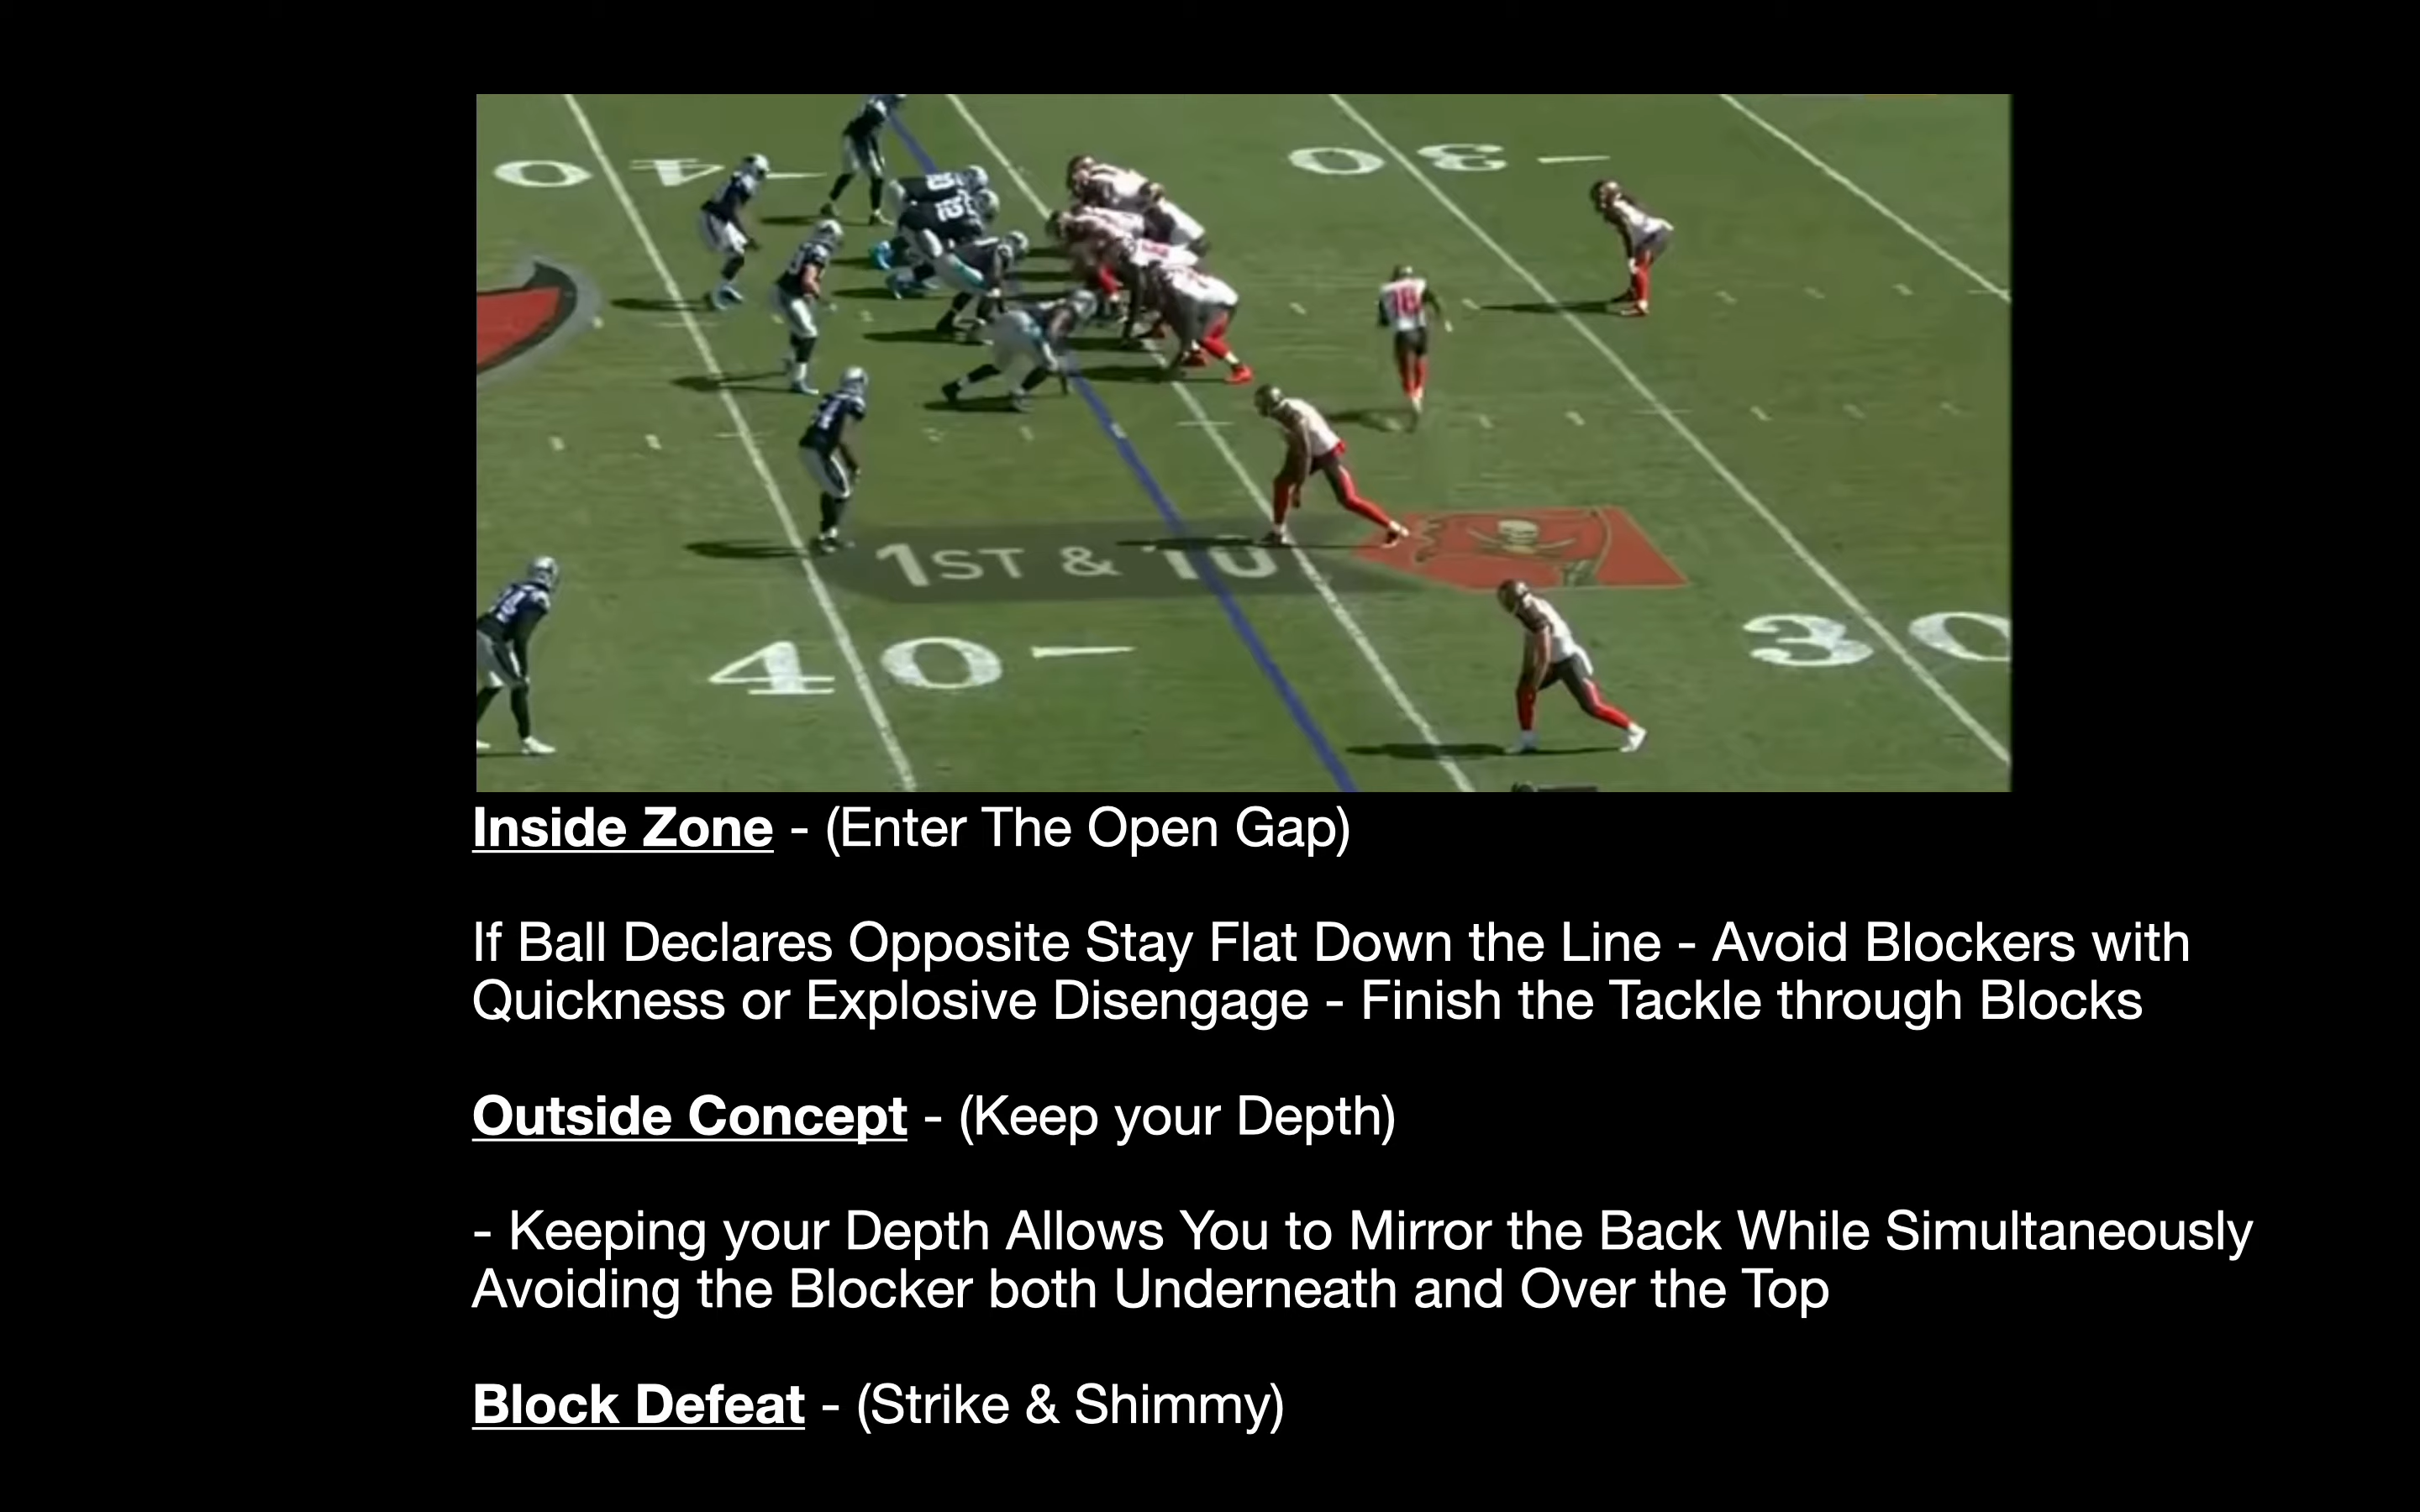 40-
30-
18
1ST & 10
40-
30
Inside Zone - (Enter The Open Gap)
If Ball Declares Opposite Stay Flat Down the Line - Avoid Blockers with
Quickness or Explosive Disengage - Finish the Tackle through Blocks
Outside Concept - (Keep your Depth)
- Keeping your Depth Allows You to Mirror the Back While Simultaneously
Avoiding the Blocker both Underneath and Over the Top
Block Defeat - (Strike & Shimmy)